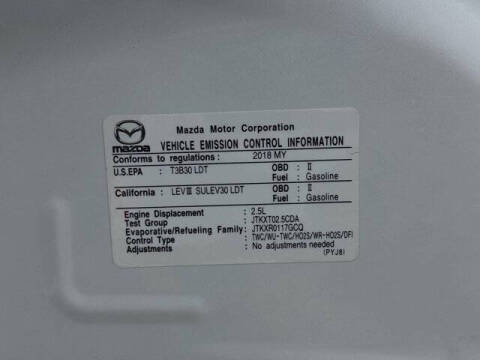 mazda
Mazda Motor Corporation
VEHICLE EMISSION CONTROL INFORMATION
Conforms to regulations : 2018 MY
U.S.EPA : T3B30 LDT OBD : II
Fuel : Gasoline
California : LEVⅢ SULEV30 LDT OBD : II
Fuel : Gasoline
Engine Displacement : 2.5L
Test Group : JTKXT02.5CDA
Evaporative/Refueling Family: JTKXR0117GCQ
Control Type : TWC/WU-TWC/HO2S/WR-HO2S/DFI
Adjustments : No adjustments needed
(PYJ8)